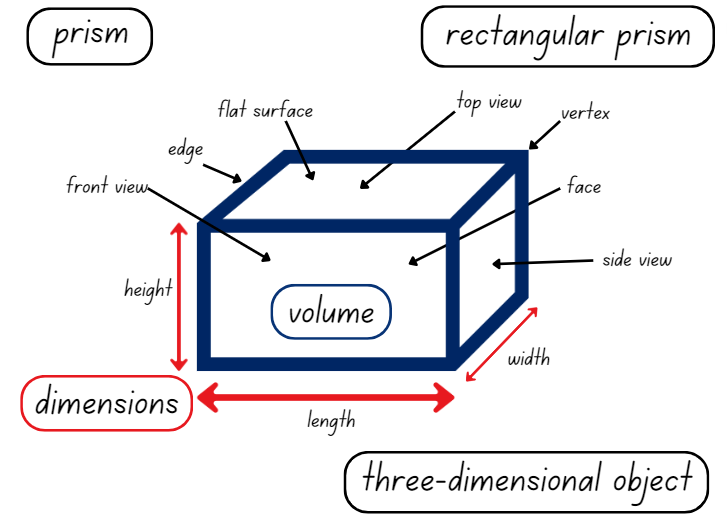 prism
rectangular prism
flat surface
top view
vertex
edge
front view
face
side view
height
volume
width
dimensions
length
three-dimensional object